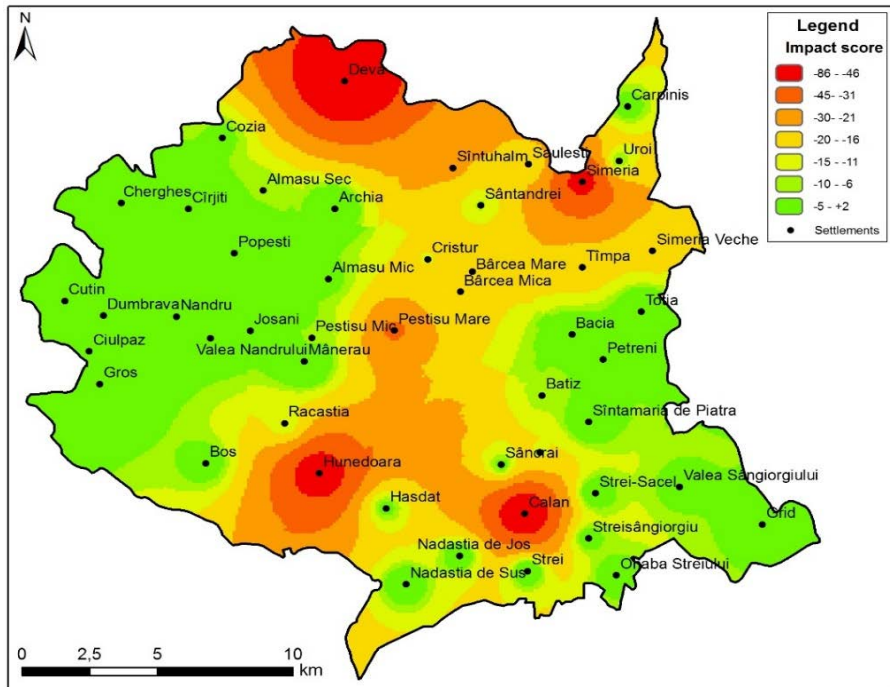 N
Legend
Impact score
-86 - -46
-45 - -31
-30 - -21
-20 - -16
-15 - -11
-10 - -6
-5 - +2
Settlements
Deva
Carpinis
Cozia
Saulesti
Uroi
Sîntuhalm
Simeria
Almasu Sec
Cherghes
Cîrjiti
Archia
Sântandrei
Popesti
Cristur
Simeria Veche
Tîmpa
Bârcea Mare
Almasu Mic
Bârcea Mica
Cutin
Totia
Dumbrava
Nandru
Josani
Pestisu Mic
Pestisu Mare
Bacia
Ciulpaz
Valea Nandrului
Mânerau
Petreni
Gros
Batiz
Racastia
Sîntamaria de Piatra
Bos
Hunedoara
Sâncrai
Strei-Sacel
Valea Sângiorgiului
Hasdat
Calan
Grid
Streisângiorgiu
Nadastia de Jos
Strei
Ohaba Streiului
Nadastia de Sus
0 2,5 5 10
km